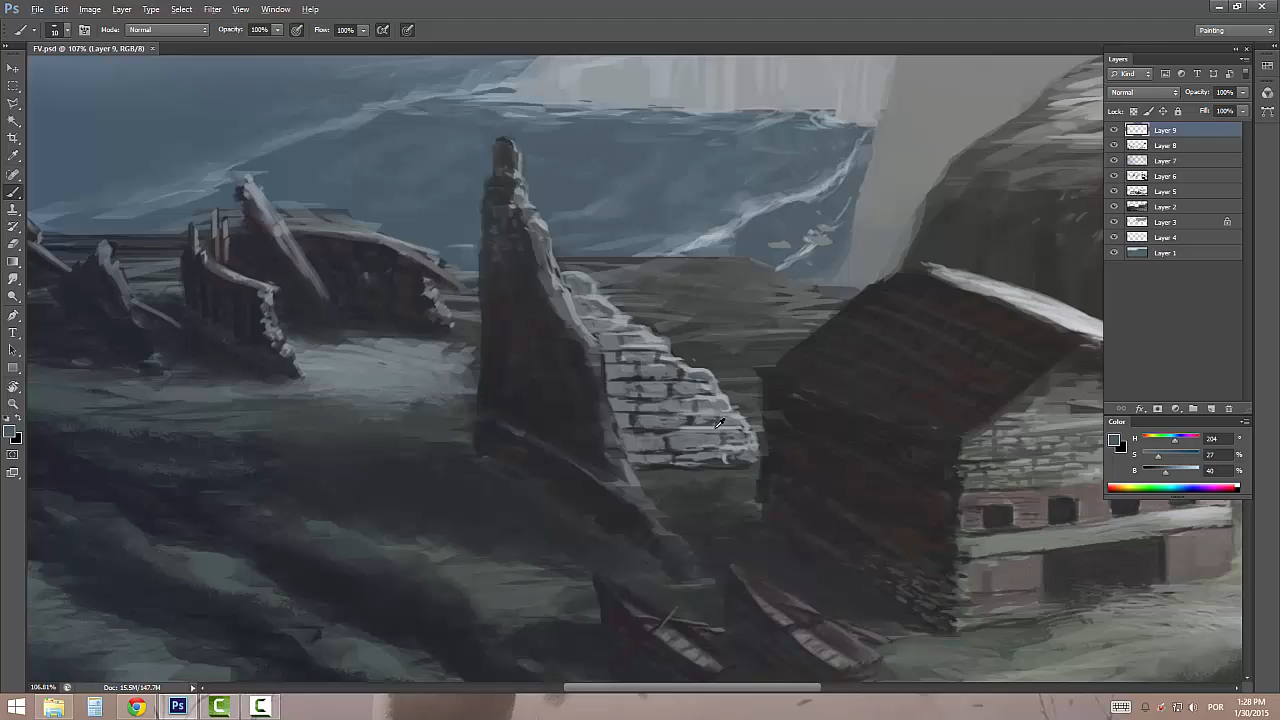 Ps File Edit Image Layer Type Select Filter View Window Help
10 Mode: Normal Opacity: 100% Flow: 100% Painting
FV.psd @ 107% (Layer 9, RGB/8) ×
Layers
Kind
Normal Opacity: 100%
Lock: Fill: 100%
Layer 9
Layer 8
Layer 7
Layer 6
Layer 5
Layer 2
Layer 3
Layer 4
Layer 1
fx
Color
H 204 °
S 27 %
B 40 %
106.81% Doc: 15.5M/147.7M
Ps C C POR 1:28 PM
1/30/2015